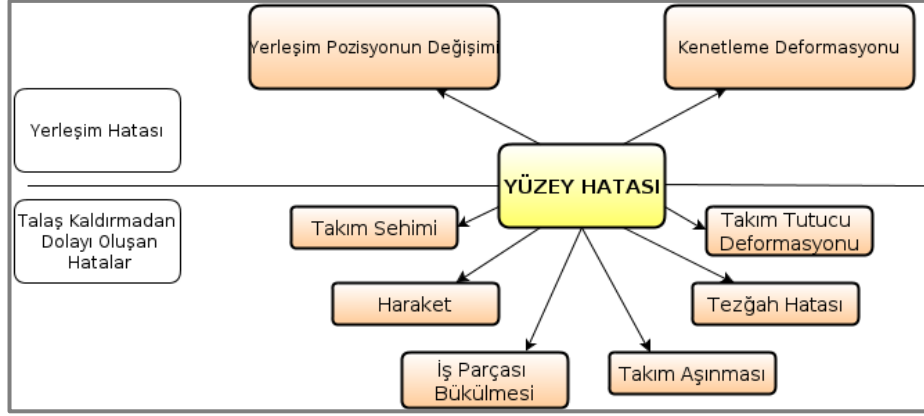 Yerleşim Pozisyonun Değişimi
Kenetleme Deformasyonu
Yerleşim Hatası
YÜZEY HATASI
Talaş Kaldırmadan
Dolayı Oluşan
Hatalar
Takım Sehimi
Takım Tutucu
Deformasyonu
Haraket
Tezğah Hatası
İş Parçası
Bükülmesi
Takım Aşınması